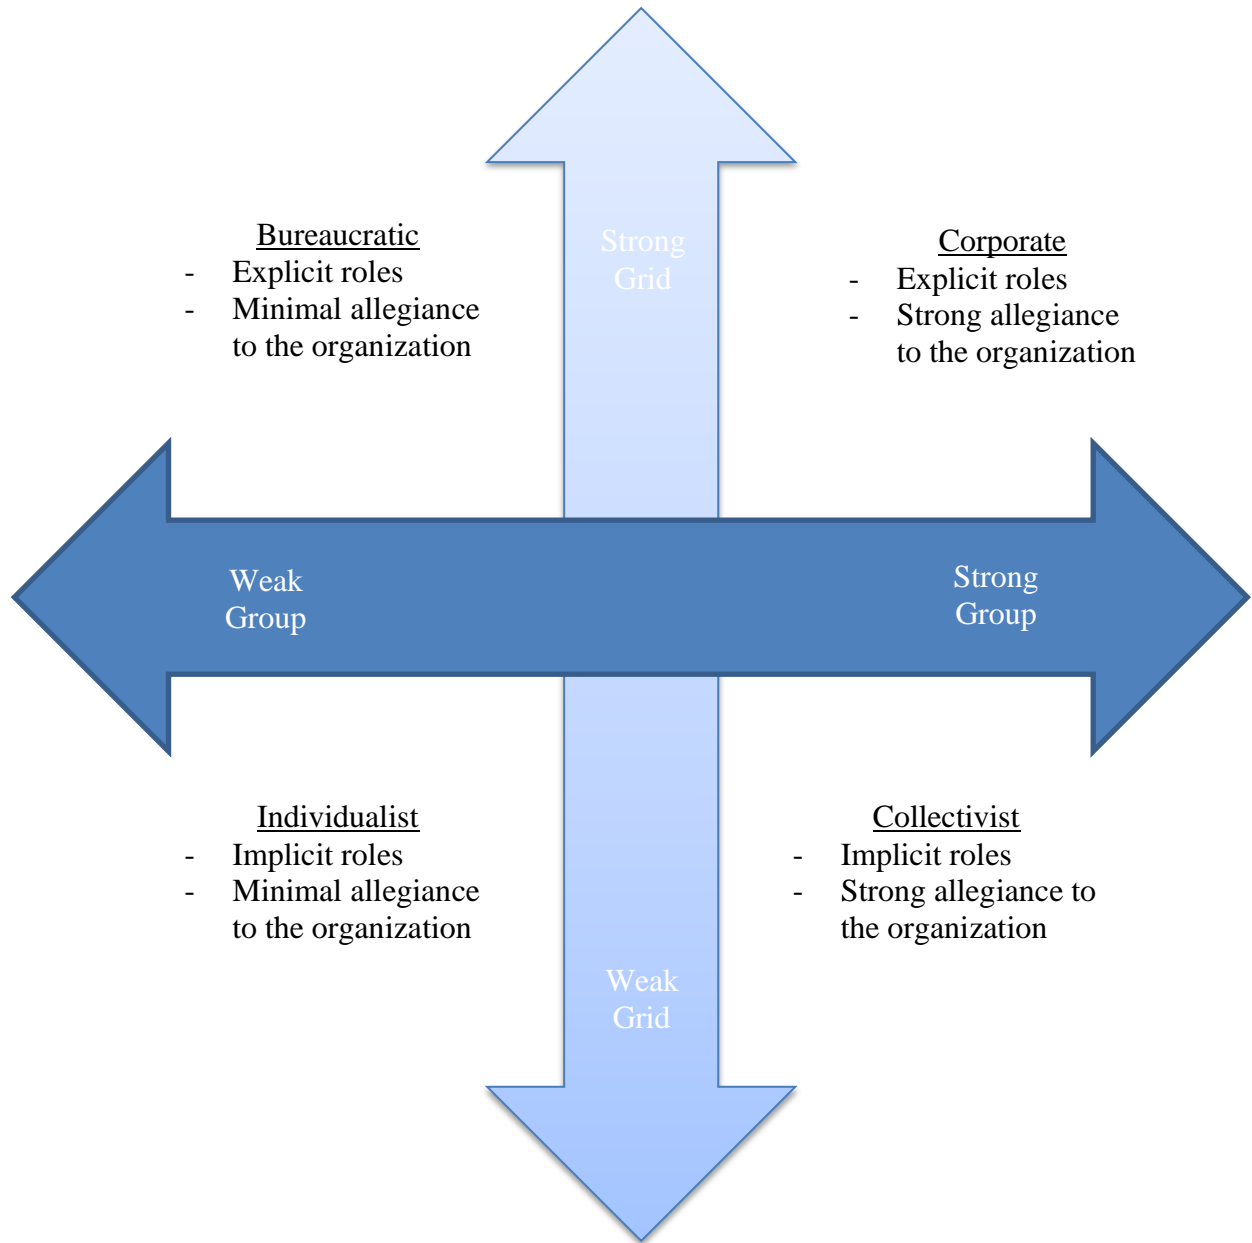 Bureaucratic
- Explicit roles
- Minimal allegiance
to the organization
Strong
Grid
Corporate
- Explicit roles
- Strong allegiance
to the organization
Weak
Group
Strong
Group
Individualist
- Implicit roles
- Minimal allegiance
to the organization
Collectivist
- Implicit roles
- Strong allegiance to
the organization
Weak
Grid